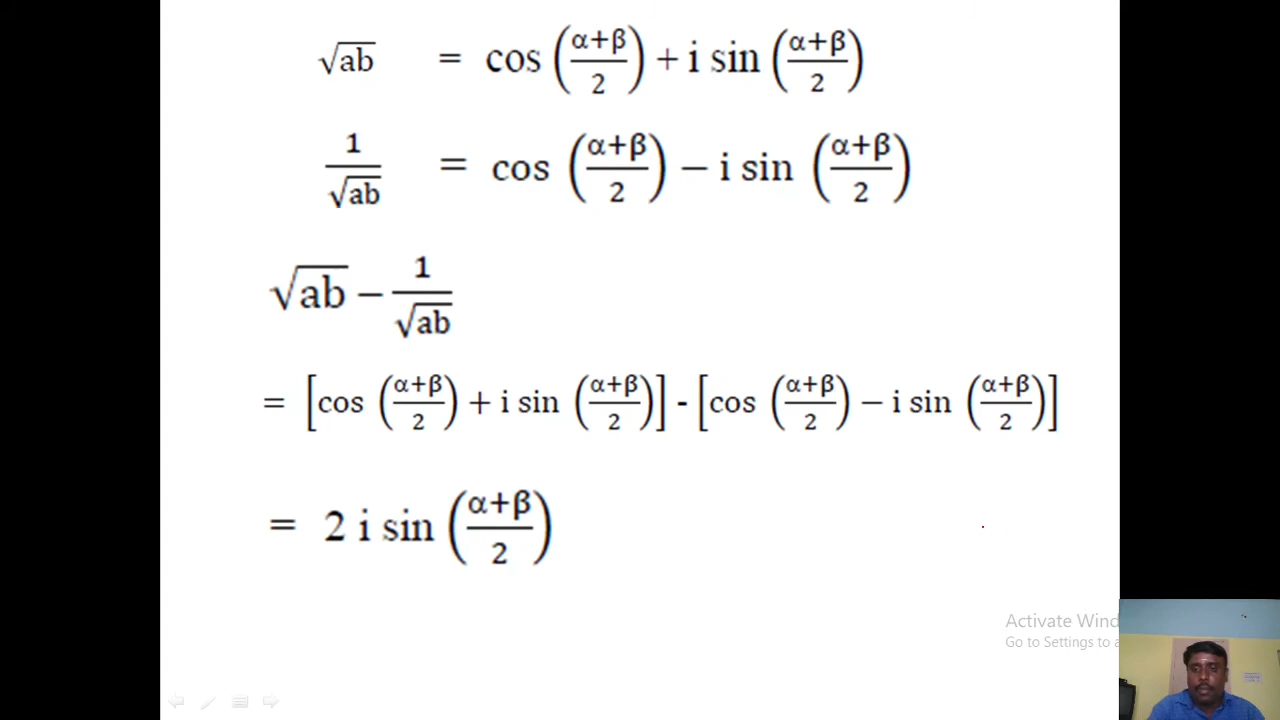 √ab = cos (α+β/2) + i sin (α+β/2)
1/√ab = cos (α+β/2) − i sin (α+β/2)
√ab − 1/√ab
= [cos (α+β/2) + i sin (α+β/2)] - [cos (α+β/2) − i sin (α+β/2)]
= 2 i sin (α+β/2)
Activate Wind
Go to Settings to a